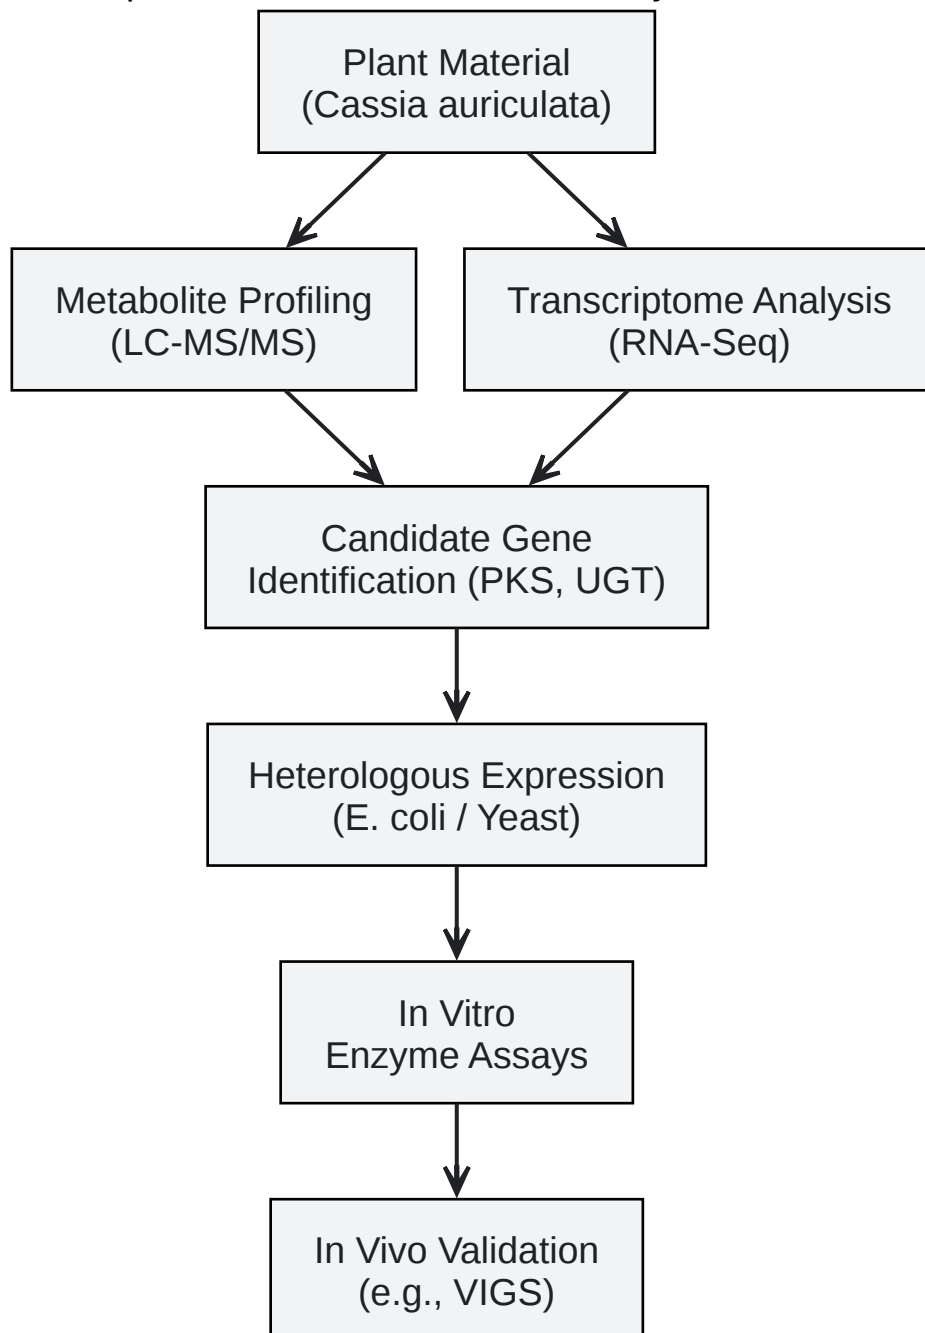 Plant Material
(Cassia auriculata)
Metabolite Profiling
(LC-MS/MS)
Transcriptome Analysis
(RNA-Seq)
Candidate Gene
Identification (PKS, UGT)
Heterologous Expression
(E. coli / Yeast)
In Vitro
Enzyme Assays
In Vivo Validation
(e.g., VIGS)